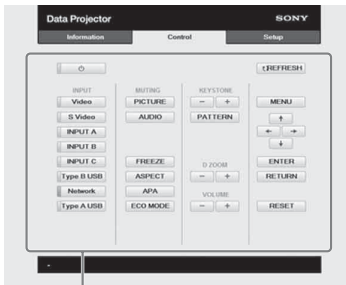 Data Projector
SONY
Information
Control
Setup
REFRESH
INPUT
MUTING
KEYSTONE
Video
PICTURE
- +
MENU
S Video
AUDIO
PATTERN
INPUT A
INPUT B
INPUT C
FREEZE
D ZOOM
ENTER
Type B USB
ASPECT
- +
RETURN
Network
APA
VOLUME
Type A USB
ECO MODE
- +
RESET